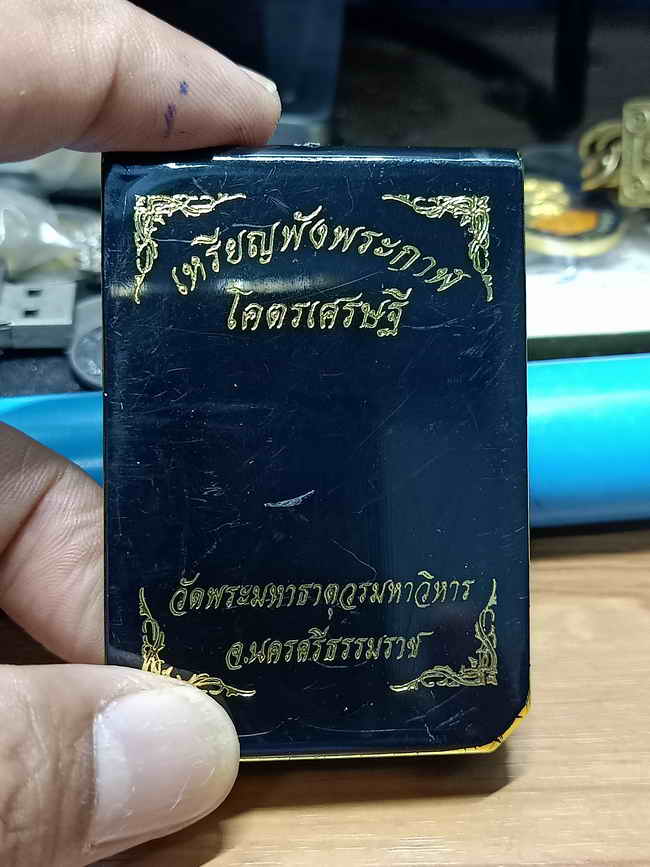 เหรียญพังพระกาฬ
โคตรเศรษฐี
วัดพระมหาธาตุวรมหาวิหาร
อ.นครศรีธรรมราช